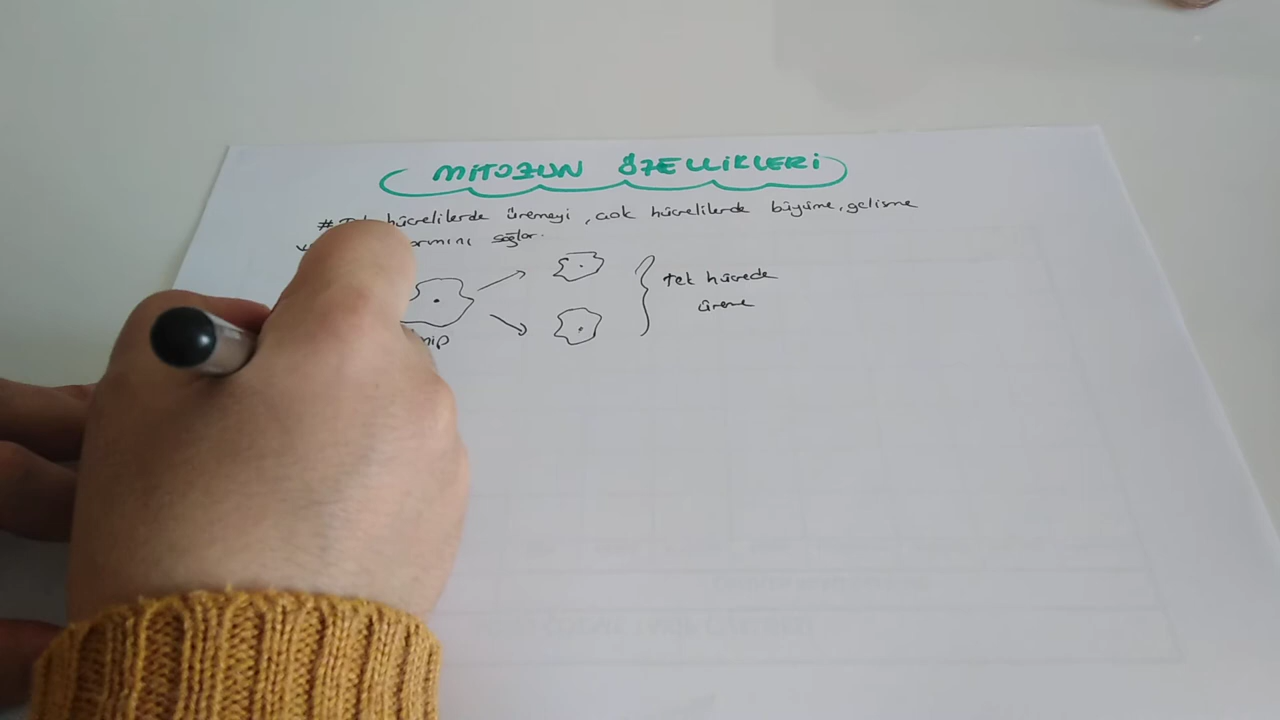 MİTOZUN ÖZELLİKLERİ
# hücrelilerde üremeyi, çok hücrelilerde büyüme, gelişme
sağlar.
Tek hücrede
üreme